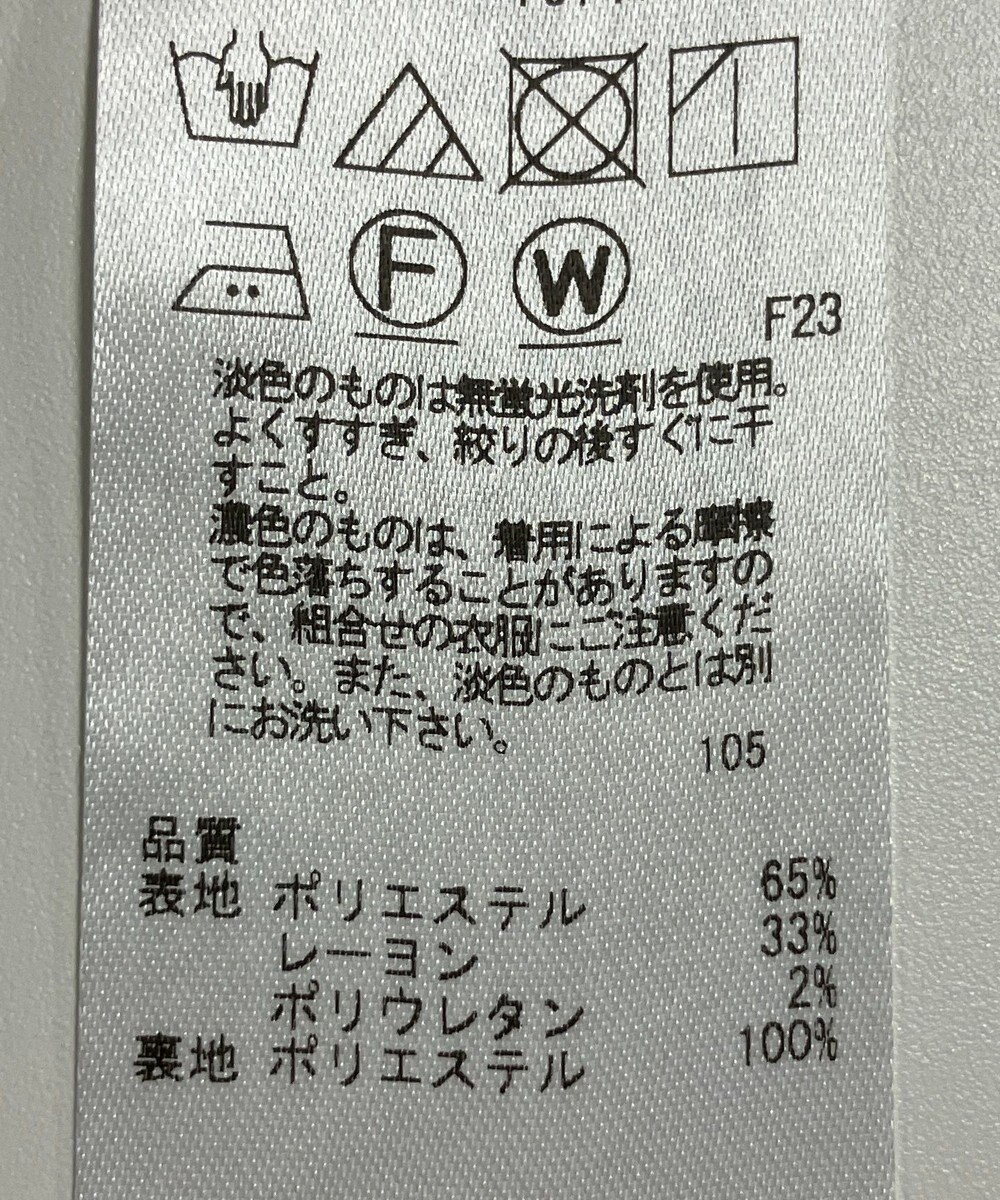 F
W
F23
淡色のものは無蛍光洗剤を使用。
よくすすぎ、絞りの後すぐに干
すこと。
濃色のものは、着用による摩擦
で色落ちすることがありますの
で、組合せの衣服にご注意くだ
さい。また、淡色のものとは別
にお洗い下さい。
105
品質
表地 ポリエステル 65%
レーヨン 33%
ポリウレタン 2%
裏地 ポリエステル 100%